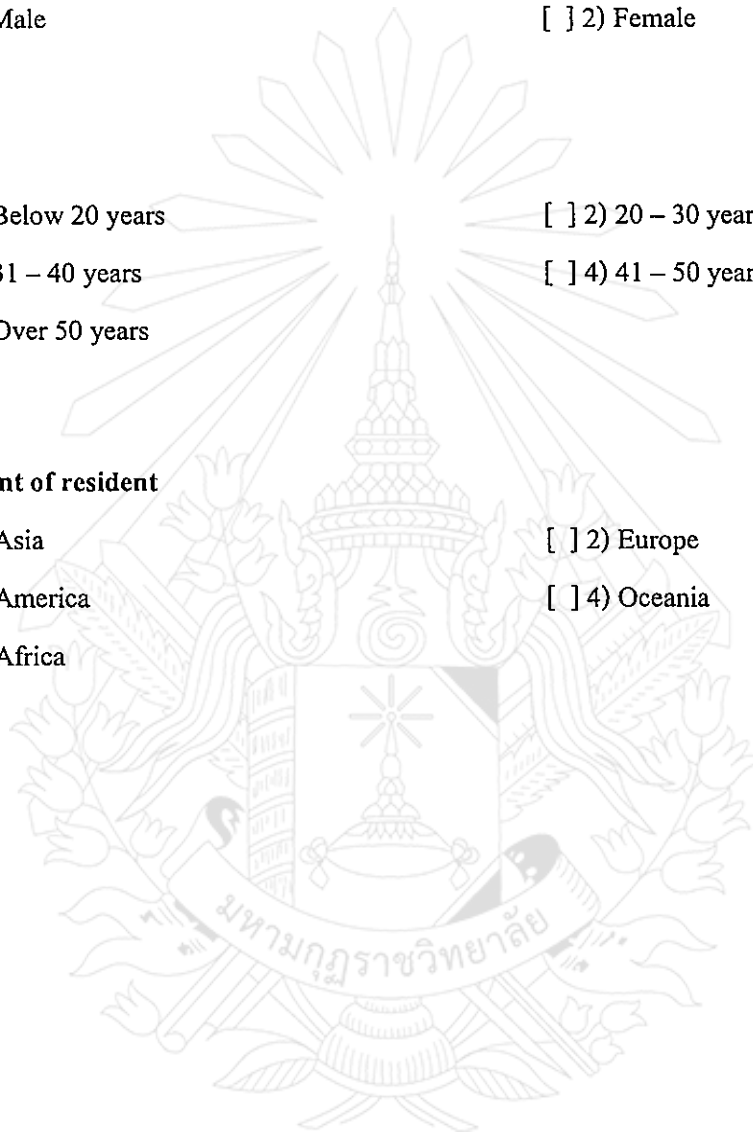 Male [ ] 2) Female
Below 20 years [ ] 2) 20 – 30 year
31 – 40 years [ ] 4) 41 – 50 year
Over 50 years
nt of resident
Asia [ ] 2) Europe
America [ ] 4) Oceania
Africa
มหามกุฏราชวิทยาลัย